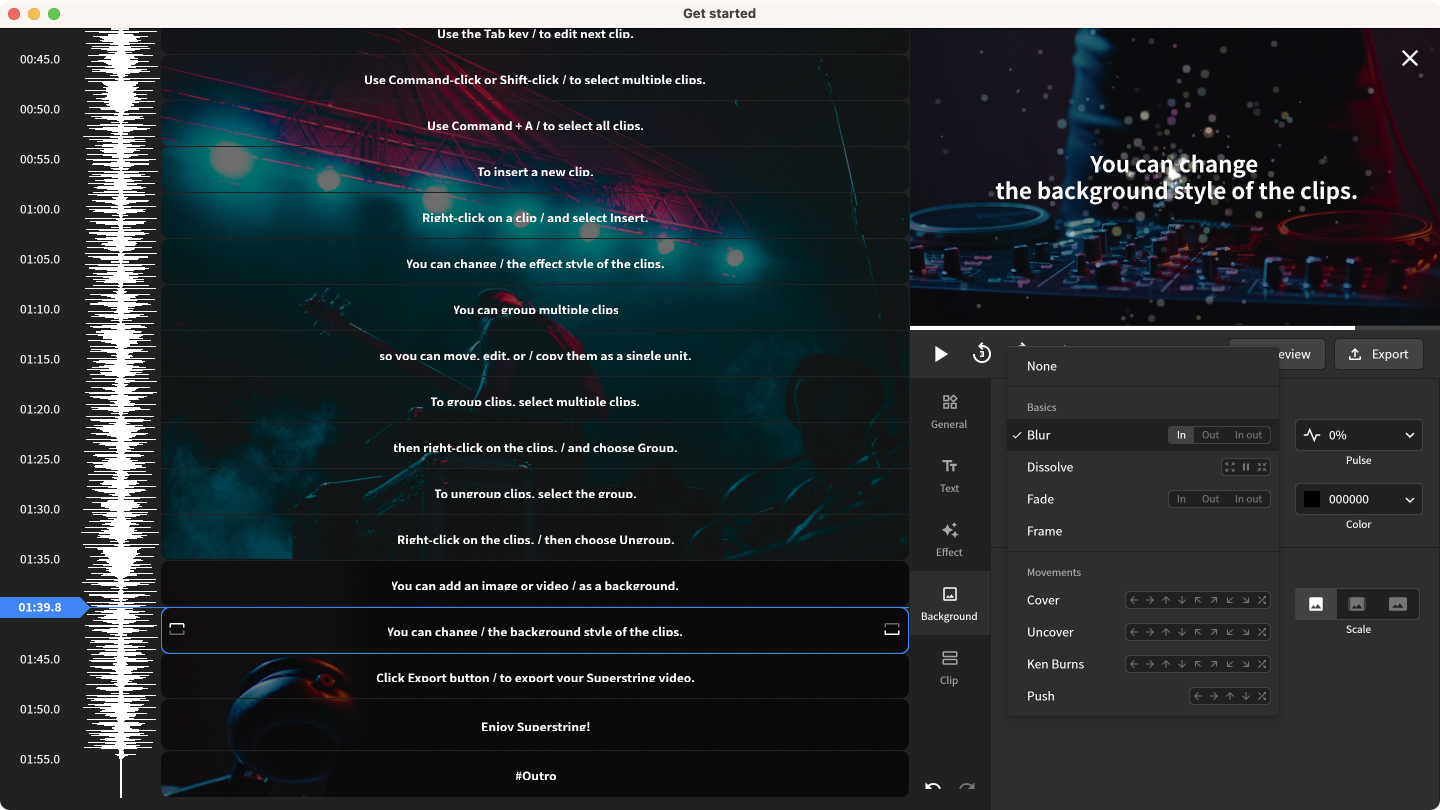 Get started
00:45.0
00:50.0
00:55.0
01:00.0
01:05.0
01:10.0
01:15.0
01:20.0
01:25.0
01:30.0
01:35.0
01:39.8
01:45.0
01:50.0
01:55.0
Use the Tab key / to edit next clip.
Use Command-click or Shift-click / to select multiple clips.
Use Command + A / to select all clips.
To insert a new clip.
Right-click on a clip / and select Insert.
You can change / the effect style of the clips.
You can group multiple clips
so you can move, edit, or / copy them as a single unit.
To group clips, select multiple clips,
then right-click on the clips, / and choose Group.
To ungroup clips, select the group.
Right-click on the clips, / then choose Ungroup.
You can add an image or video / as a background.
You can change / the background style of the clips.
Click Export button / to export your Superstring video.
Enjoy Superstring!
#Outro
You can change
the background style of the clips.
3
eview
Export
General
Text
Effect
Background
Clip
None
Basics
Blur
In Out In out
Dissolve
Fade
In Out In out
Frame
Movements
Cover
Uncover
Ken Burns
Push
0%
Pulse
000000
Color
Scale